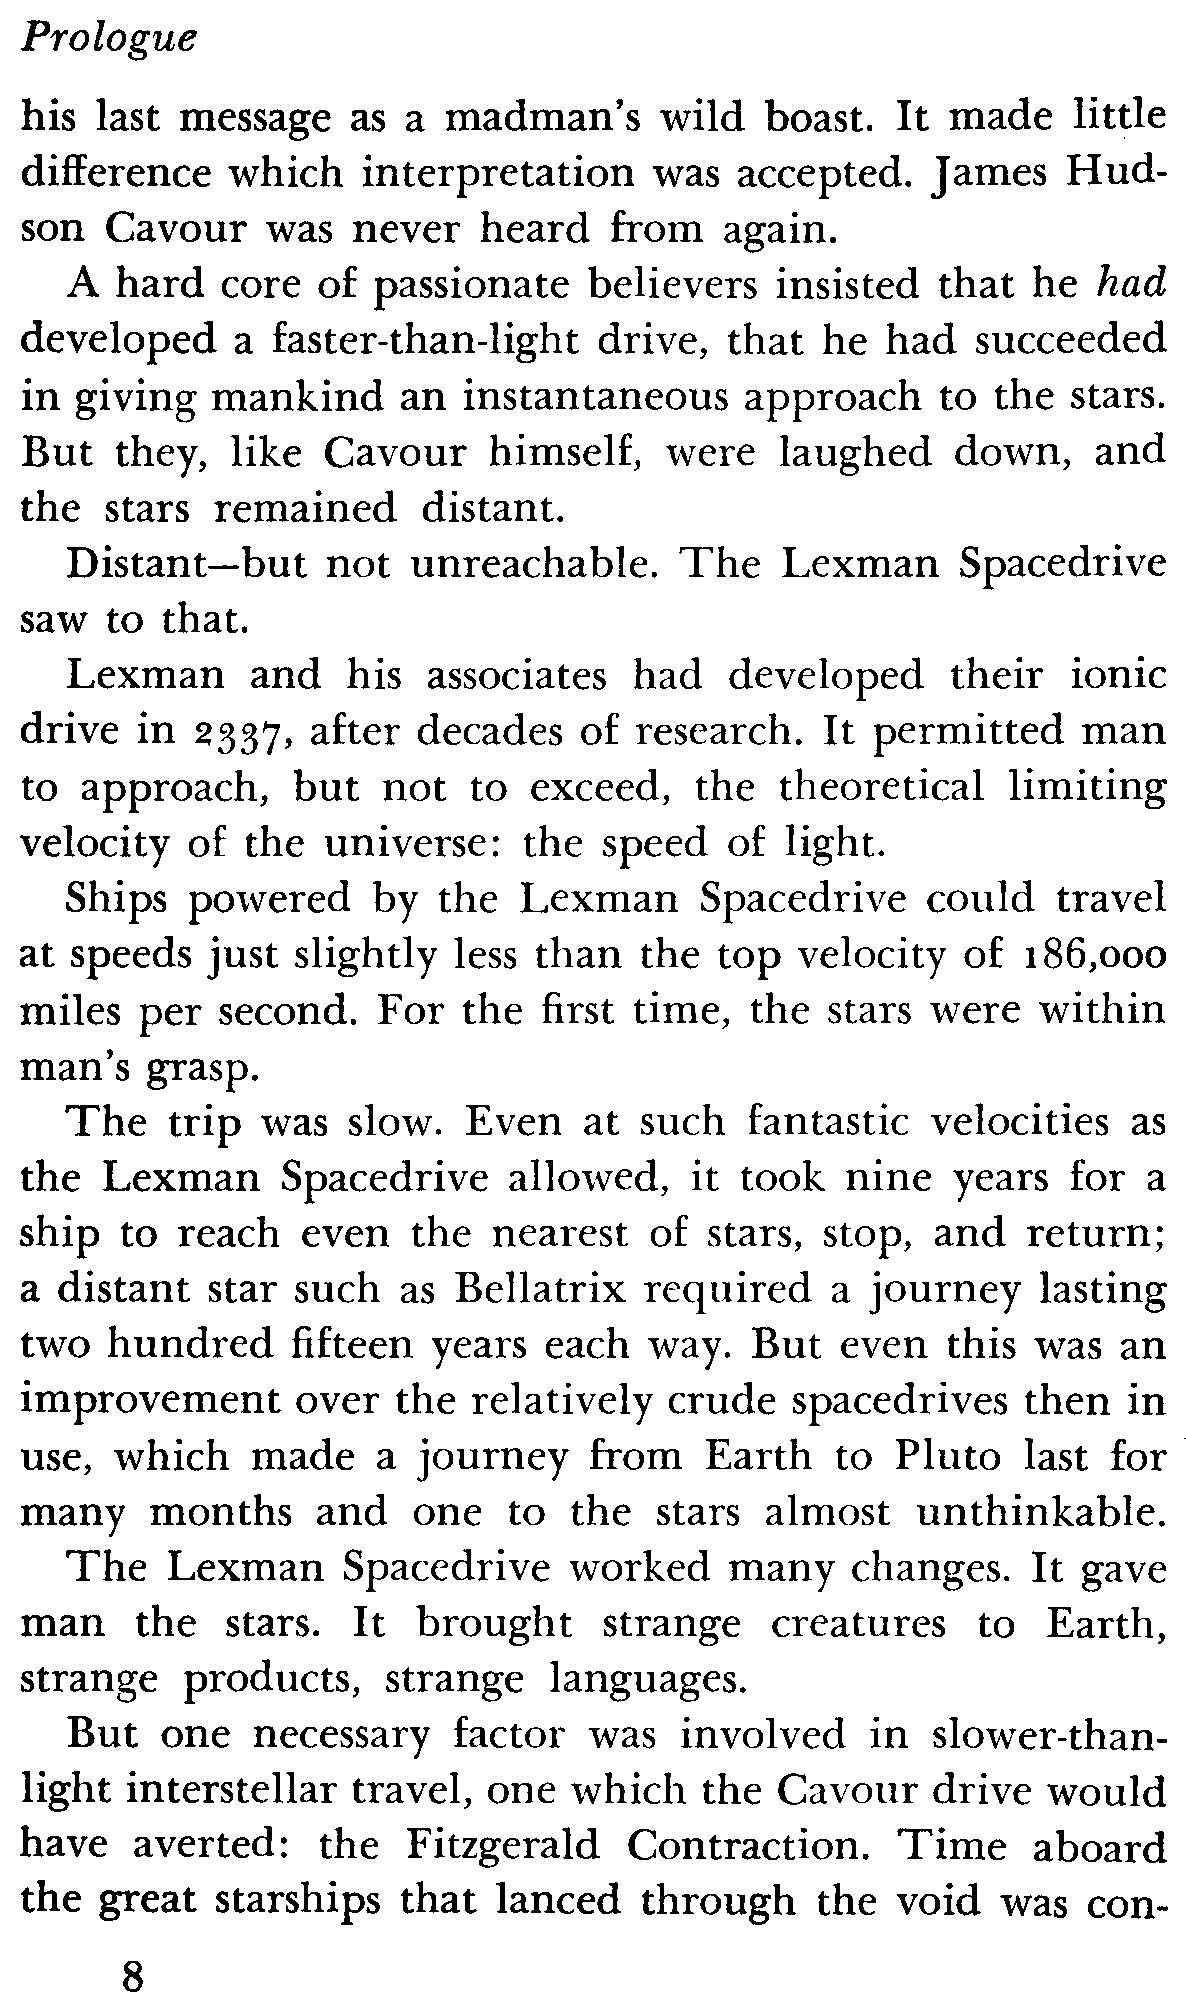 Prologue
his last message as a madman's wild boast. It made little
difference which interpretation was accepted. James Hud-
son Cavour was never heard from again.
A hard core of passionate believers insisted that he had
developed a faster-than-light drive, that he had succeeded
in giving mankind an instantaneous approach to the stars.
But they, like Cavour himself, were laughed down, and
the stars remained distant.
Distant—but not unreachable. The Lexman Spacedrive
saw to that.
Lexman and his associates had developed their ionic
drive in 2337, after decades of research. It permitted man
to approach, but not to exceed, the theoretical limiting
velocity of the universe: the speed of light.
Ships powered by the Lexman Spacedrive could travel
at speeds just slightly less than the top velocity of 186,000
miles per second. For the first time, the stars were within
man's grasp.
The trip was slow. Even at such fantastic velocities as
the Lexman Spacedrive allowed, it took nine years for a
ship to reach even the nearest of stars, stop, and return;
a distant star such as Bellatrix required a journey lasting
two hundred fifteen years each way. But even this was an
improvement over the relatively crude spacedrives then in
use, which made a journey from Earth to Pluto last for
many months and one to the stars almost unthinkable.
The Lexman Spacedrive worked many changes. It gave
man the stars. It brought strange creatures to Earth,
strange products, strange languages.
But one necessary factor was involved in slower-than-
light interstellar travel, one which the Cavour drive would
have averted: the Fitzgerald Contraction. Time aboard
the great starships that lanced through the void was con-
8